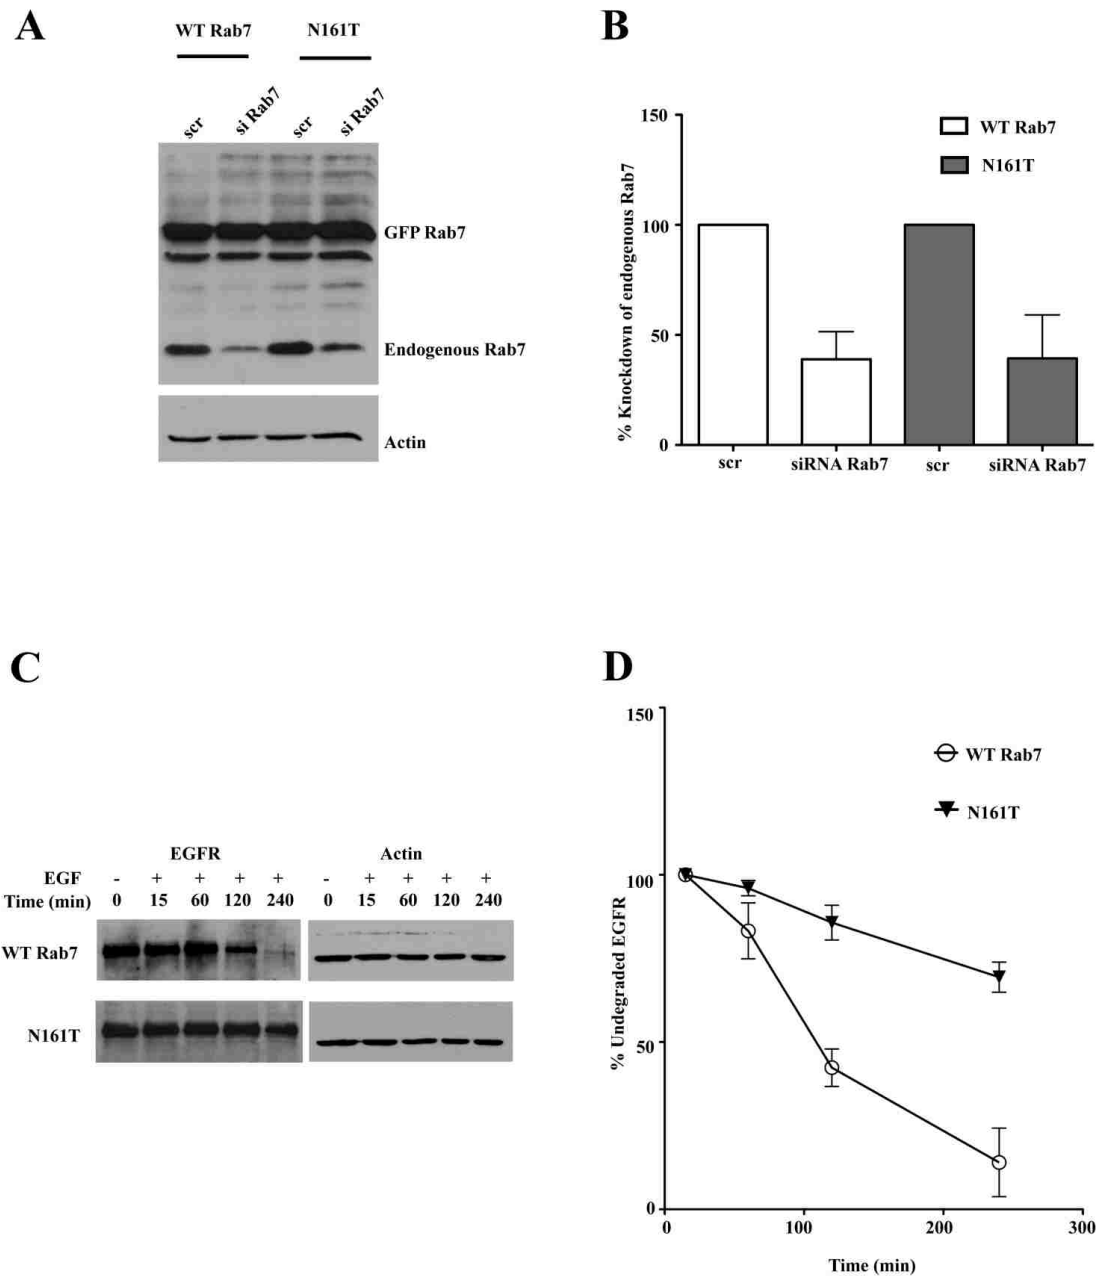 A
WT Rab7 N161T
scr si Rab7 scr si Rab7
GFP Rab7
Endogenous Rab7
Actin
B
% Knockdown of endogenous Rab7
150
100
50
0
WT Rab7
N161T
scr siRNA Rab7 scr siRNA Rab7
C
EGFR Actin
EGF - + + + + - + + + +
Time (min) 0 15 60 120 240 0 15 60 120 240
WT Rab7
N161T
D
% Undegraded EGFR
150
100
50
0
WT Rab7
N161T
0 100 200 300
Time (min)